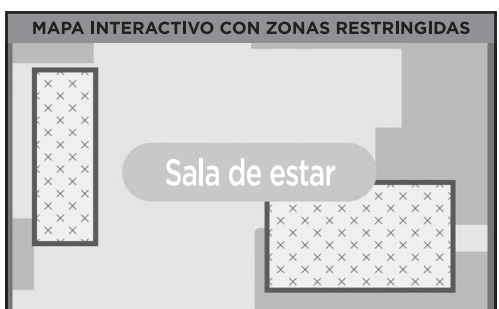 MAPA INTERACTIVO CON ZONAS RESTRINGIDAS
Sala de estar